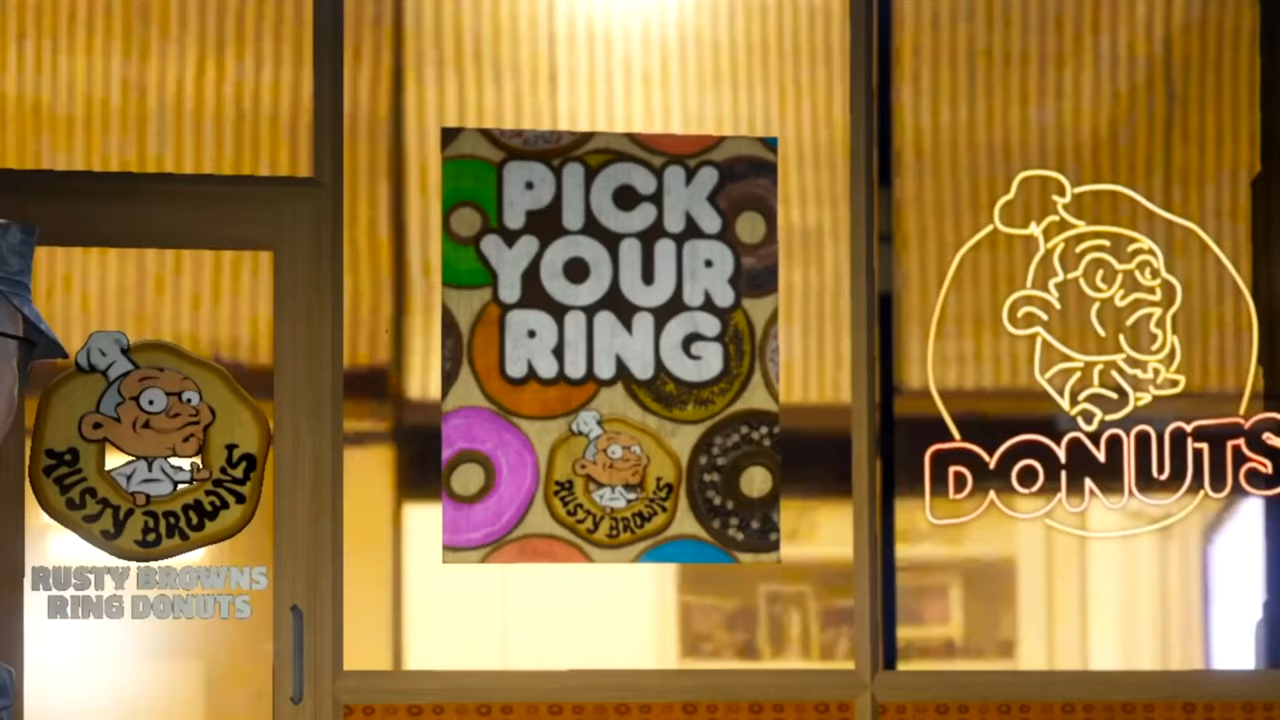 RUSTY BROWNS
RUSTY BROWNS
RING DONUTS
PICK
YOUR
RING
RUSTY BROWNS
DONUTS